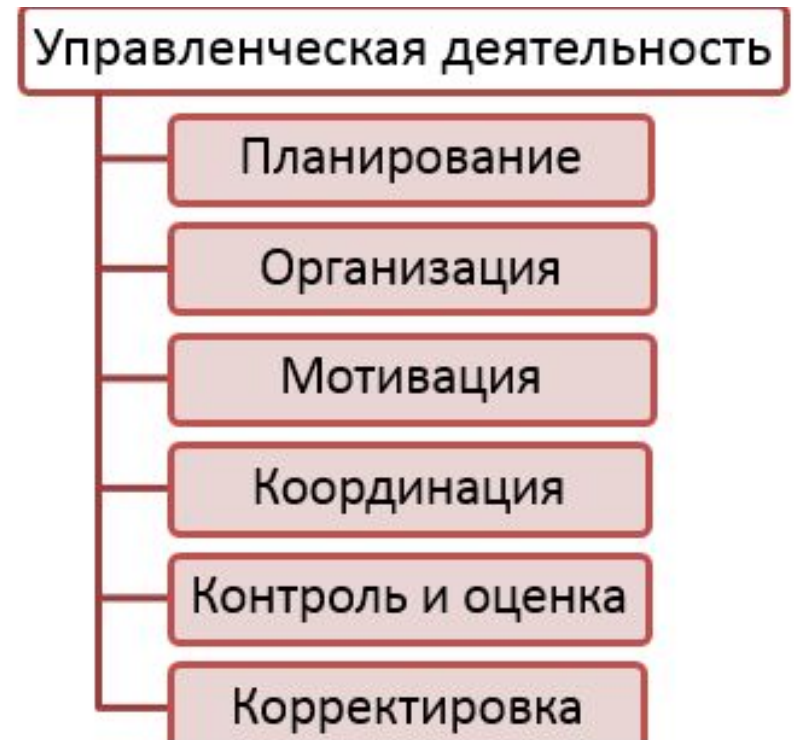 Управленческая деятельность
Планирование
Организация
Мотивация
Координация
Контроль и оценка
Корректировка